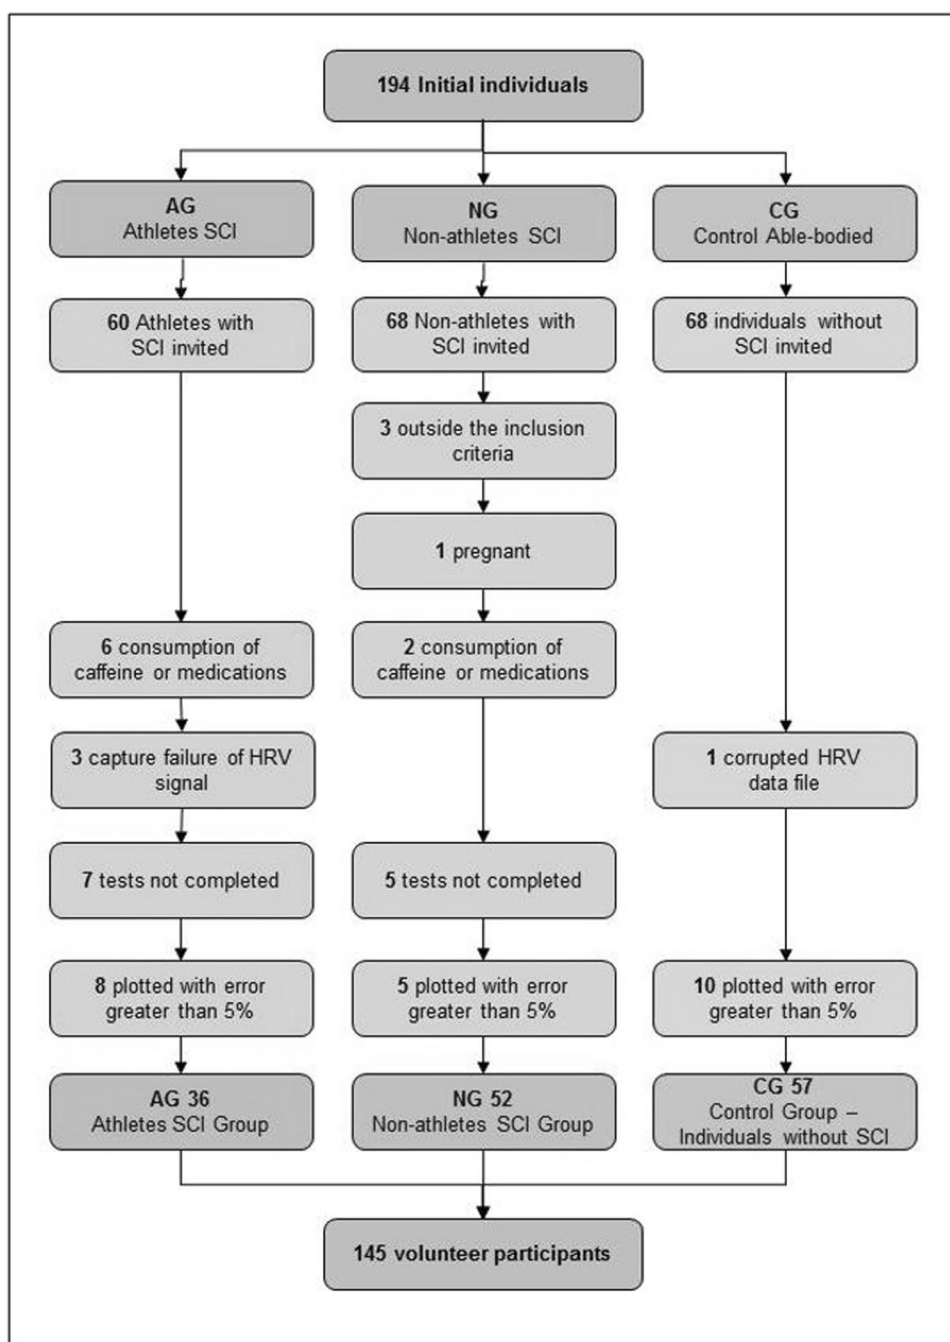 194 Initial individuals
AG
Athletes SCI
NG
Non-athletes SCI
CG
Control Able-bodied
60 Athletes with
SCI invited
68 Non-athletes with
SCI invited
68 individuals without
SCI invited
3 outside the inclusion
criteria
1 pregnant
6 consumption of
caffeine or medications
2 consumption of
caffeine or medications
3 capture failure of HRV
signal
1 corrupted HRV
data file
7 tests not completed
5 tests not completed
8 plotted with error
greater than 5%
5 plotted with error
greater than 5%
10 plotted with error
greater than 5%
AG 36
Athletes SCI Group
NG 52
Non-athletes SCI Group
CG 57
Control Group –
Individuals without SCI
145 volunteer participants